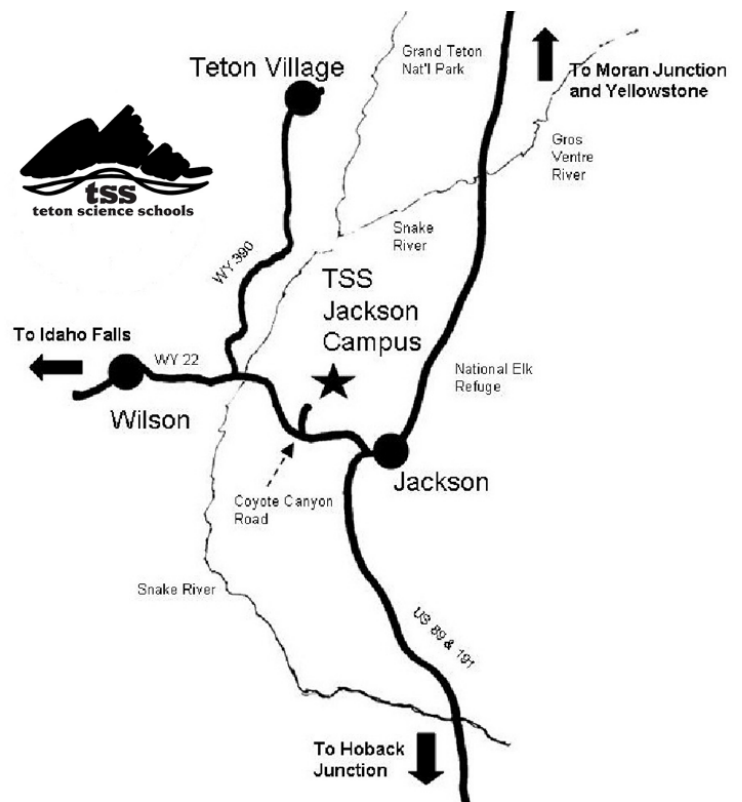 Grand Teton
Nat'l Park
Teton Village
To Moran Junction
and Yellowstone
tss
teton science schools
Gros
Ventre
River
Snake
River
WY 390
TSS
Jackson
Campus
To Idaho Falls
WY 22
National Elk
Refuge
Wilson
Jackson
Coyote Canyon
Road
Snake River
US 89 & 191
To Hoback
Junction